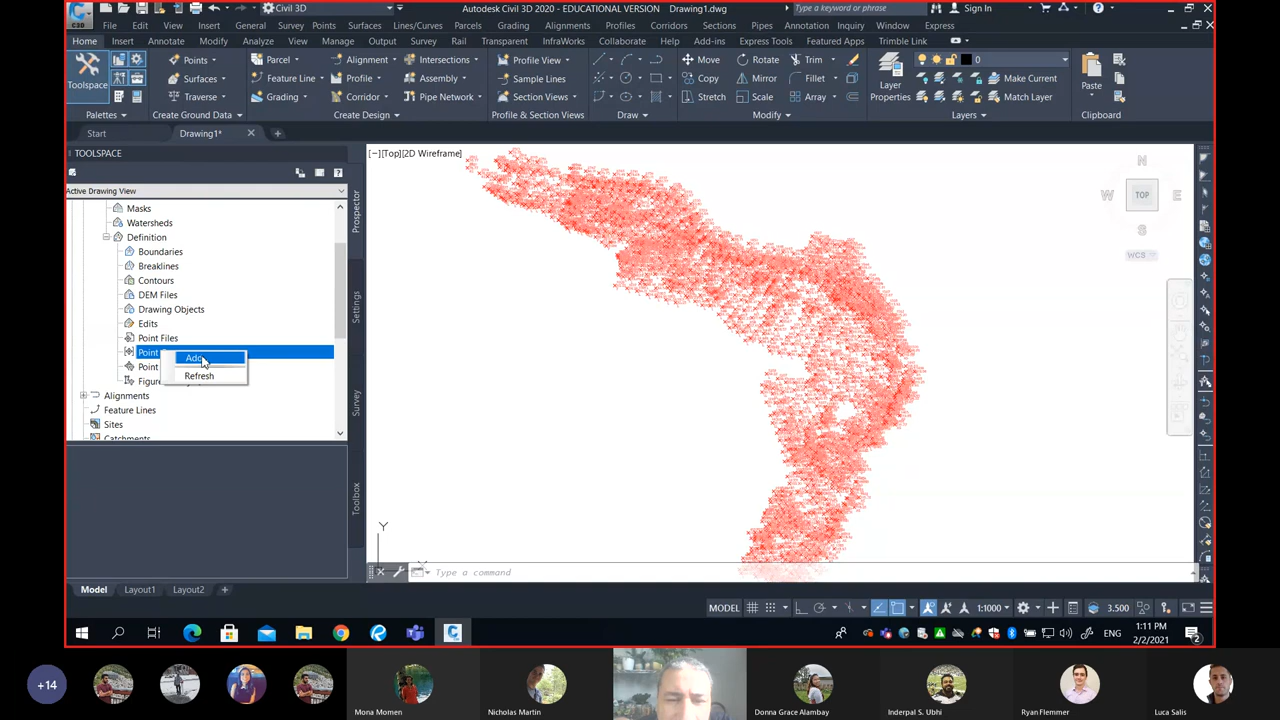 Civil 3D
Autodesk Civil 3D 2020 - EDUCATIONAL VERSION Drawing1.dwg
Type a keyword or phrase
Sign In
C3D
File Edit View Insert General Survey Points Surfaces Lines/Curves Parcels Grading Alignments Profiles Corridors Sections Pipes Annotation Inquiry Window Express
Home Insert Annotate Modify Analyze View Manage Output Survey Rail Transparent InfraWorks Collaborate Help Add-ins Express Tools Featured Apps Trimble Link
Toolspace
Points
Surfaces
Traverse
Parcel
Feature Line
Grading
Alignment
Profile
Corridor
Intersections
Assembly
Pipe Network
Profile View
Sample Lines
Section Views
Move Rotate Trim
Copy Mirror Fillet
Stretch Scale Array
Layer
Properties
0
Make Current
Match Layer
Paste
Palettes
Create Ground Data
Create Design
Profile & Section Views
Draw
Modify
Layers
Clipboard
Start
Drawing1*
TOOLSPACE
Active Drawing View
Masks
Watersheds
Definition
Boundaries
Breaklines
Contours
DEM Files
Drawing Objects
Edits
Point Files
Point
Point
Figure
Alignments
Feature Lines
Sites
Catchments
Refresh
Prospector
Settings
Survey
Toolbox
[−][Top][2D Wireframe]
N
W TOP E
S
WCS
Y
Type a command
Model Layout1 Layout2
MODEL
1:1000
3.500
ENG
1:11 PM
2/2/2021
2
+14
Mona Momen
Nicholas Martin
Donna Grace Alambay
Inderpal S. Ubhi
Ryan Flemmer
Luca Salis